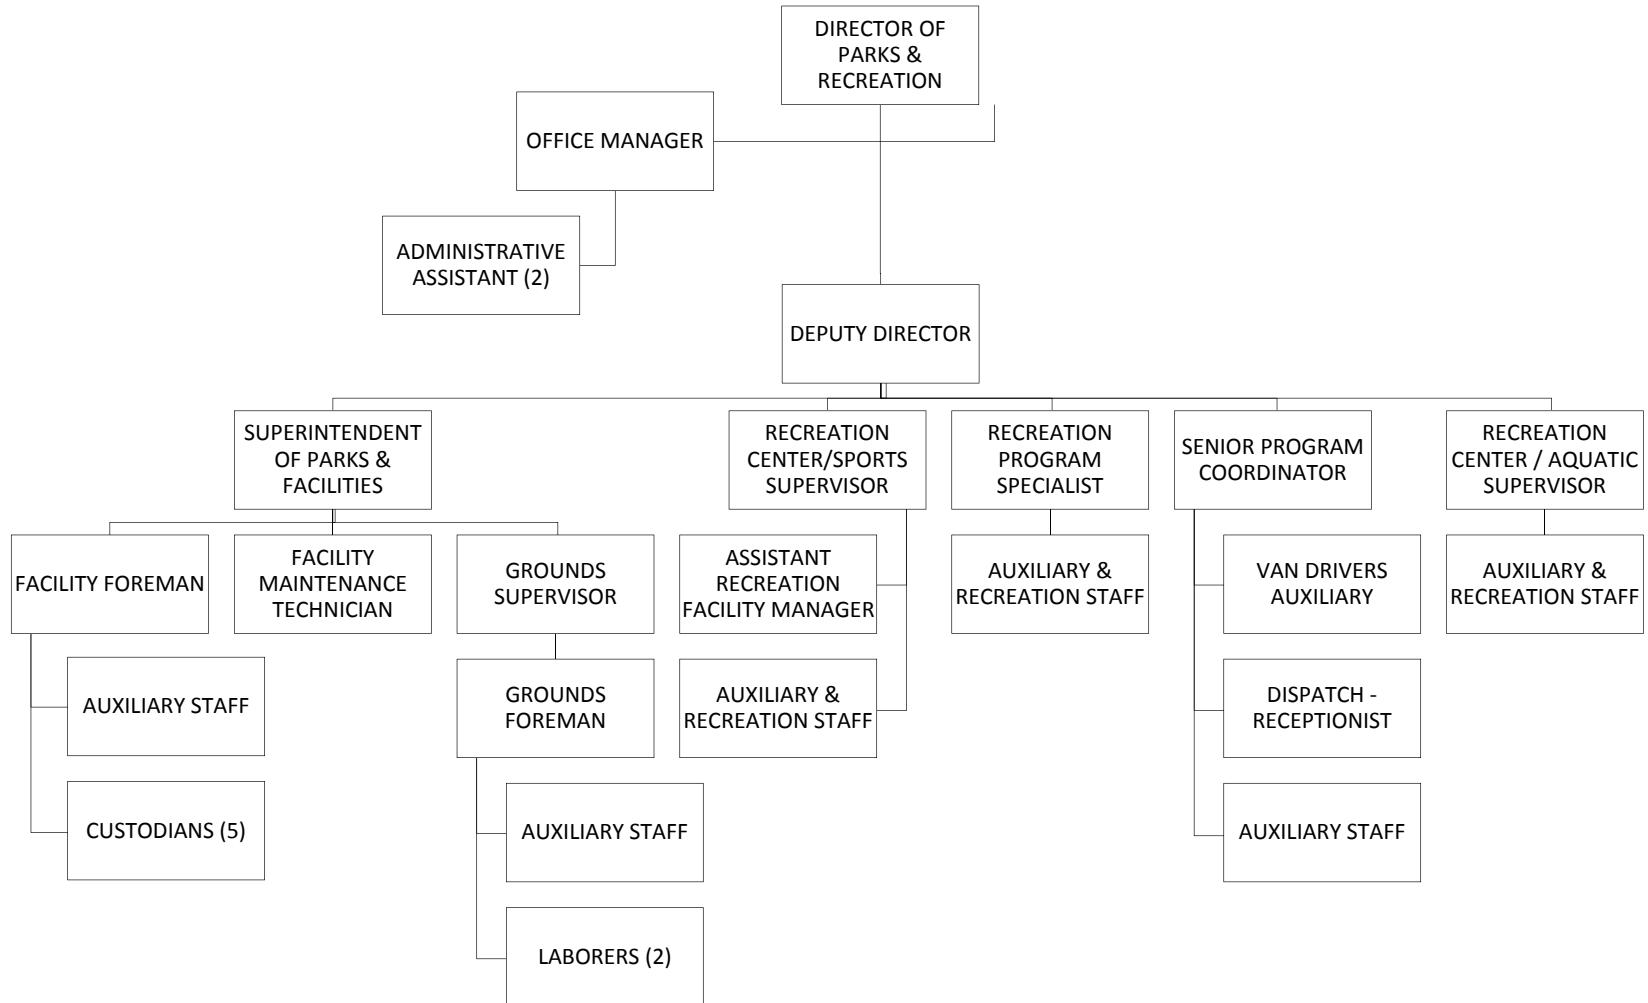 DIRECTOR OF
PARKS &
RECREATION
OFFICE MANAGER
ADMINISTRATIVE
ASSISTANT (2)
DEPUTY DIRECTOR
SUPERINTENDENT
OF PARKS &
FACILITIES
RECREATION
CENTER/SPORTS
SUPERVISOR
RECREATION
PROGRAM
SPECIALIST
SENIOR PROGRAM
COORDINATOR
RECREATION
CENTER / AQUATIC
SUPERVISOR
FACILITY FOREMAN
FACILITY
MAINTENANCE
TECHNICIAN
GROUNDS
SUPERVISOR
ASSISTANT
RECREATION
FACILITY MANAGER
AUXILIARY &
RECREATION STAFF
VAN DRIVERS
AUXILIARY
AUXILIARY &
RECREATION STAFF
AUXILIARY STAFF
GROUNDS
FOREMAN
AUXILIARY &
RECREATION STAFF
DISPATCH -
RECEPTIONIST
CUSTODIANS (5)
AUXILIARY STAFF
AUXILIARY STAFF
LABORERS (2)